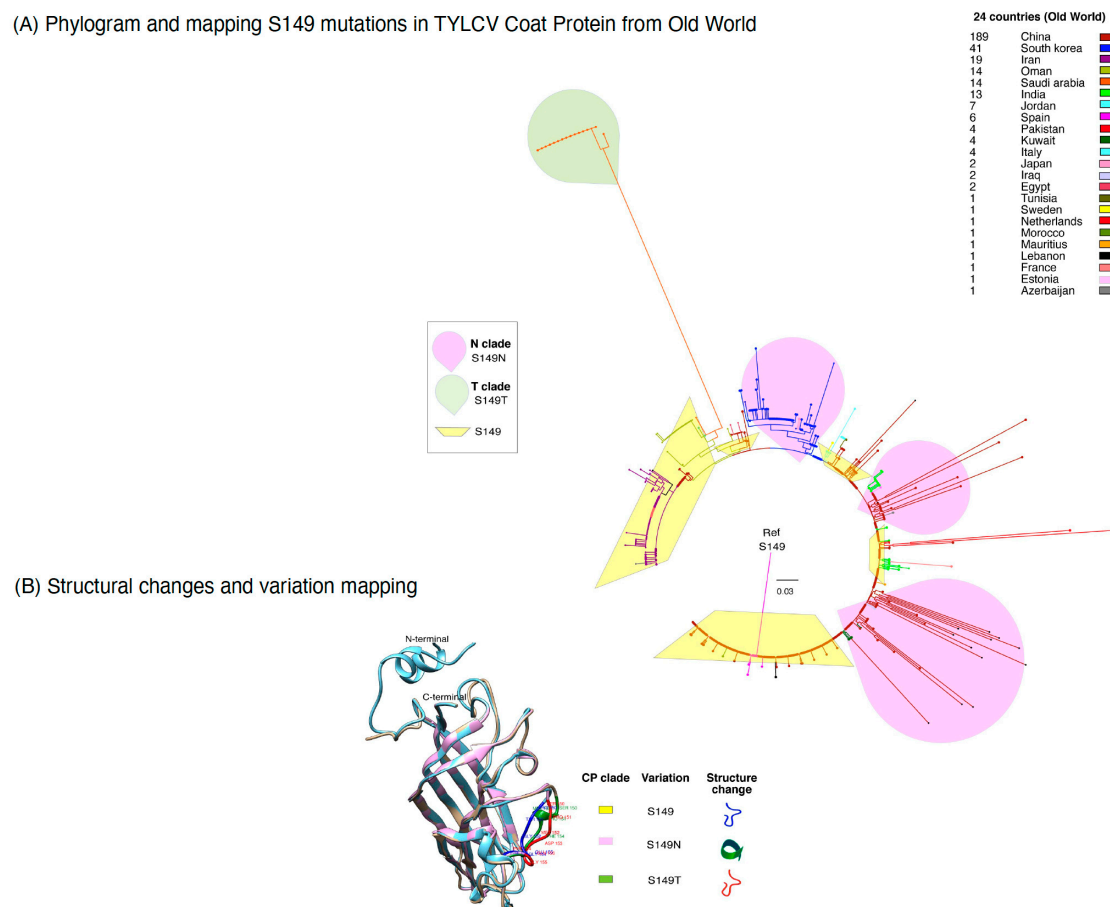 (A) Phylogram and mapping S149 mutations in TYLCV Coat Protein from Old World
24 countries (Old World)
189 China
41 South korea
19 Iran
14 Oman
14 Saudi arabia
13 India
7 Jordan
6 Spain
4 Pakistan
4 Kuwait
4 Italy
2 Japan
2 Iraq
2 Egypt
1 Tunisia
1 Sweden
1 Netherlands
1 Morocco
1 Mauritius
1 Lebanon
1 France
1 Estonia
1 Azerbaijan
N clade
S149N
T clade
S149T
S149
Ref
S149
0.03
(B) Structural changes and variation mapping
N-terminal
C-terminal
CP clade Variation Structure
change
S149
S149N
S149T